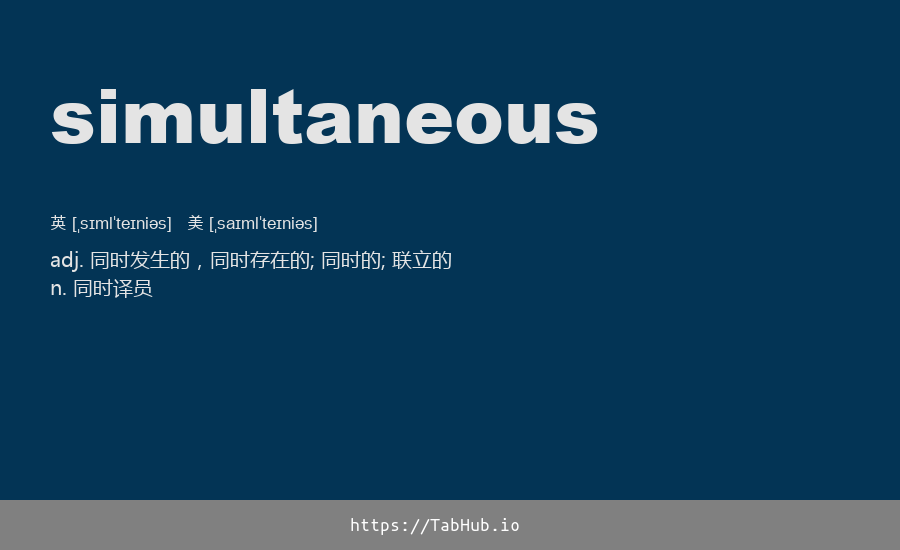 simultaneous
英 [ˌsɪmlˈteɪniəs] 美 [ˌsaɪmlˈteɪniəs]
adj. 同时发生的，同时存在的; 同时的; 联立的
n. 同时译员
https://TabHub.io